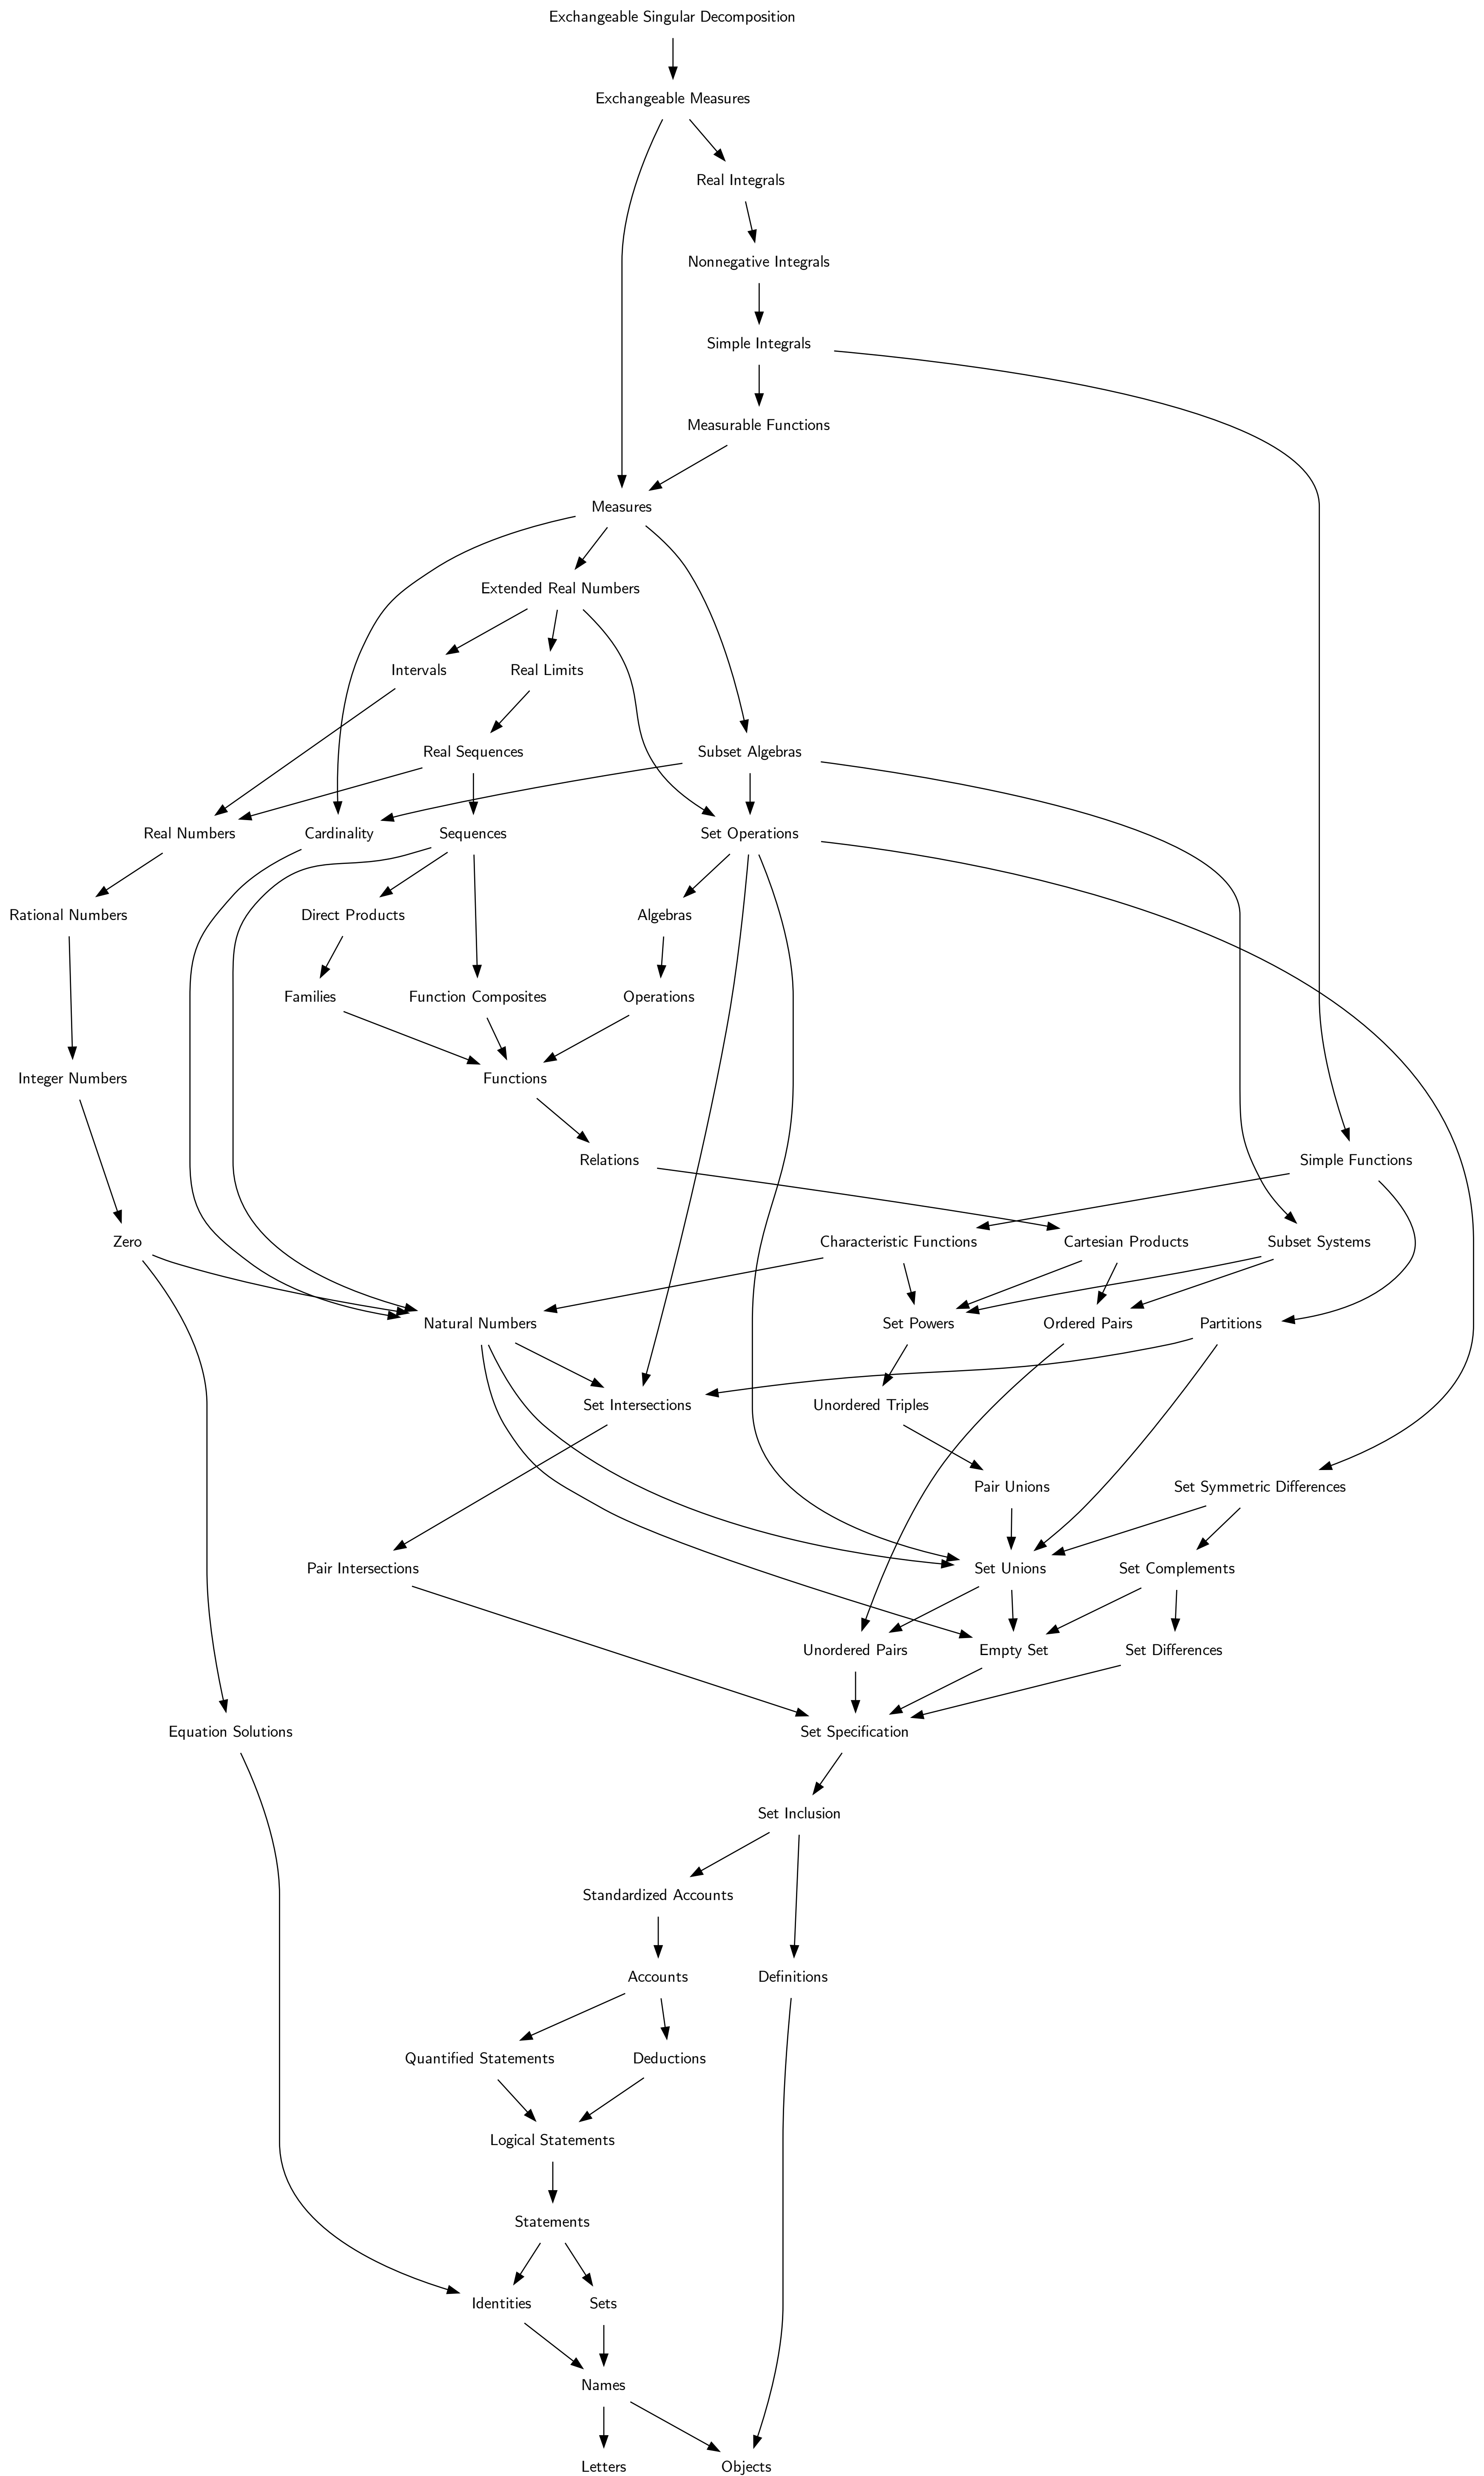 Exchangeable Singular Decomposition
Exchangeable Measures
Real Integrals
Nonnegative Integrals
Simple Integrals
Measurable Functions
Measures
Extended Real Numbers
Intervals
Real Limits
Real Sequences
Subset Algebras
Real Numbers
Cardinality
Sequences
Set Operations
Rational Numbers
Direct Products
Algebras
Families
Function Composites
Operations
Integer Numbers
Functions
Relations
Simple Functions
Zero
Characteristic Functions
Cartesian Products
Subset Systems
Natural Numbers
Set Powers
Ordered Pairs
Partitions
Set Intersections
Unordered Triples
Pair Unions
Set Symmetric Differences
Pair Intersections
Set Unions
Set Complements
Unordered Pairs
Empty Set
Set Differences
Equation Solutions
Set Specification
Set Inclusion
Standardized Accounts
Accounts
Definitions
Quantified Statements
Deductions
Logical Statements
Statements
Identities
Sets
Names
Letters
Objects